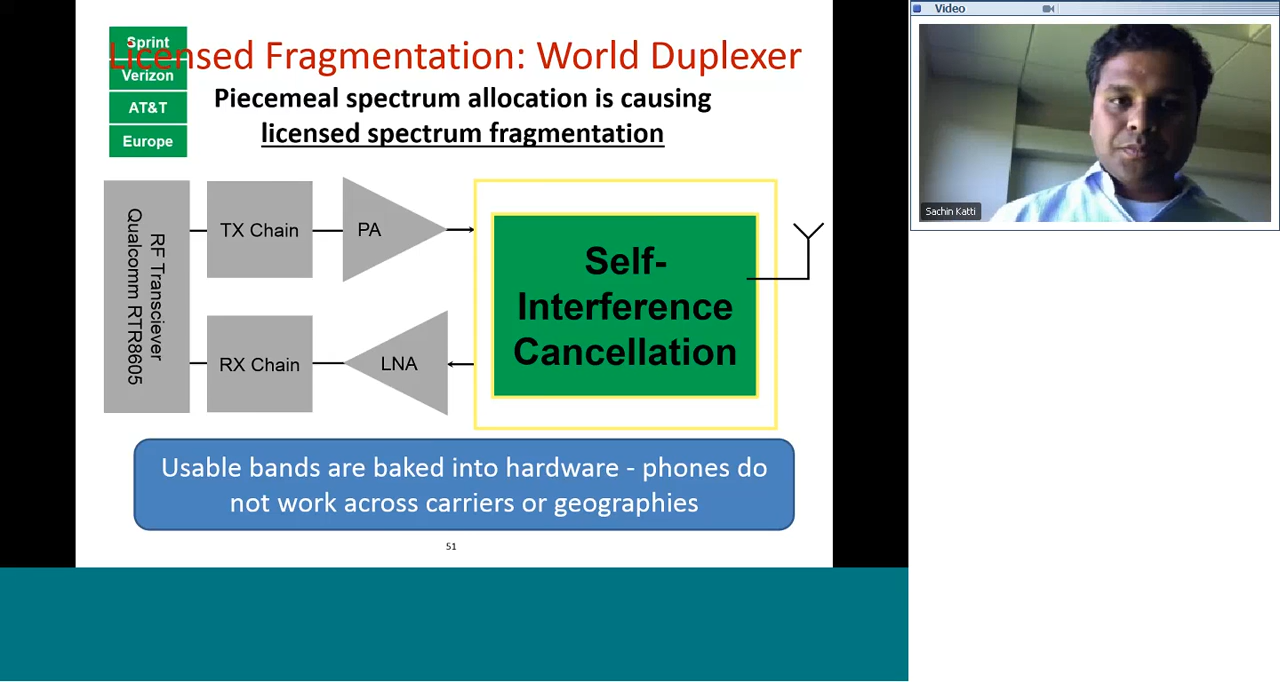 Sprint
Licensed Fragmentation: World Duplexer
Verizon
AT&T
Europe
Piecemeal spectrum allocation is causing
licensed spectrum fragmentation
RF Transciever
Qualcomm RTR8605
TX Chain
PA
RX Chain
LNA
Self-
Interference
Cancellation
Usable bands are baked into hardware - phones do
not work across carriers or geographies
51
Video
Sachin Katti